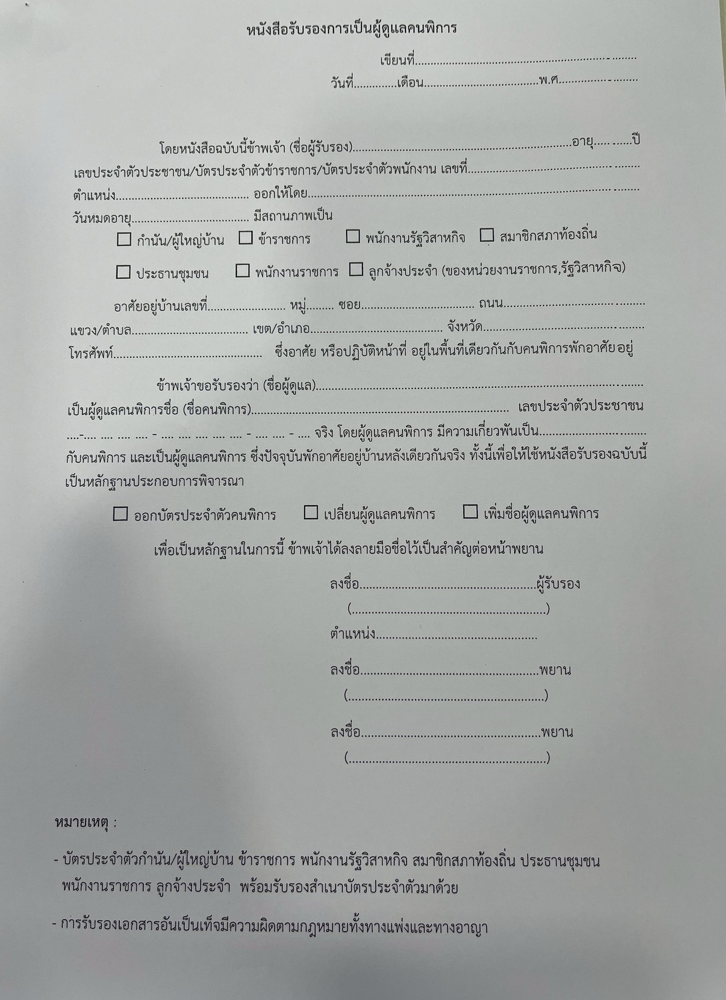 หนังสือรับรองการเป็นผู้ดูแลคนพิการ
เขียนที่................................................................
วันที่.............เดือน...................................พ.ศ.........................
โดยหนังสือฉบับนี้ข้าพเจ้า (ชื่อผู้รับรอง)..................................................................อายุ............ปี
เลขประจำตัวประชาชน/บัตรประจำตัวข้าราชการ/บัตรประจำตัวพนักงาน เลขที่....................................................
ตำแหน่ง........................................ ออกให้โดย....................................................................................................
วันหมดอายุ................................... มีสถานภาพเป็น
☐ กำนัน/ผู้ใหญ่บ้าน ☐ ข้าราชการ ☐ พนักงานรัฐวิสาหกิจ ☐ สมาชิกสภาท้องถิ่น
☐ ประธานชุมชน ☐ พนักงานราชการ ☐ ลูกจ้างประจำ (ของหน่วยงานราชการ,รัฐวิสาหกิจ)
อาศัยอยู่บ้านเลขที่........................ หมู่......... ซอย.................................. ถนน...........................................
แขวง/ตำบล................................... เขต/อำเภอ........................................ จังหวัด.................................................
โทรศัพท์............................................. ซึ่งอาศัย หรือปฏิบัติหน้าที่ อยู่ในพื้นที่เดียวกันกับคนพิการพักอาศัยอยู่
ข้าพเจ้าขอรับรองว่า (ชื่อผู้ดูแล)....................................................................................................
เป็นผู้ดูแลคนพิการชื่อ (ชื่อคนพิการ).............................................................................. เลขประจำตัวประชาชน
....-.... .... .... .... - .... .... .... .... .... - .... .... - .... จริง โดยผู้ดูแลคนพิการ มีความเกี่ยวพันเป็น................................
กับคนพิการ และเป็นผู้ดูแลคนพิการ ซึ่งปัจจุบันพักอาศัยอยู่บ้านหลังเดียวกันจริง ทั้งนี้เพื่อให้ใช้หนังสือรับรองฉบับนี้
เป็นหลักฐานประกอบการพิจารณา
☐ ออกบัตรประจำตัวคนพิการ ☐ เปลี่ยนผู้ดูแลคนพิการ ☐ เพิ่มชื่อผู้ดูแลคนพิการ
เพื่อเป็นหลักฐานในการนี้ ข้าพเจ้าได้ลงลายมือชื่อไว้เป็นสำคัญต่อหน้าพยาน
ลงชื่อ.....................................................ผู้รับรอง
(..........................................................)
ตำแหน่ง................................................
ลงชื่อ.....................................................พยาน
(..........................................................)
ลงชื่อ.....................................................พยาน
(..........................................................)
หมายเหตุ :
- บัตรประจำตัวกำนัน/ผู้ใหญ่บ้าน ข้าราชการ พนักงานรัฐวิสาหกิจ สมาชิกสภาท้องถิ่น ประธานชุมชน
พนักงานราชการ ลูกจ้างประจำ พร้อมรับรองสำเนาบัตรประจำตัวมาด้วย
- การรับรองเอกสารอันเป็นเท็จมีความผิดตามกฎหมายทั้งทางแพ่งและทางอาญา